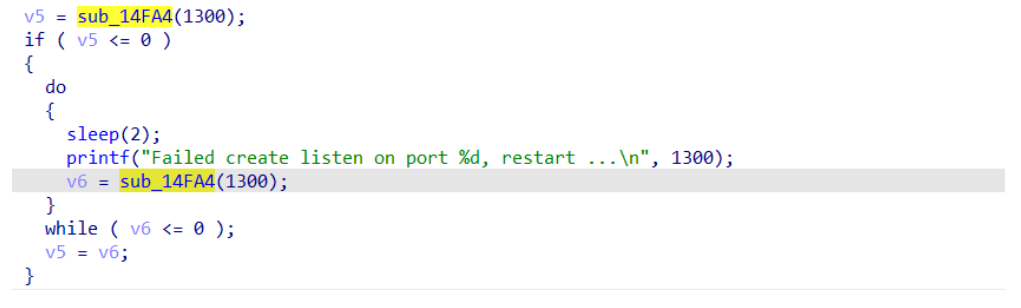 v5 = sub_14FA4(1300);
if ( v5 <= 0 )
{
do
{
sleep(2);
printf("Failed create listen on port %d, restart ...\n", 1300);
v6 = sub_14FA4(1300);
}
while ( v6 <= 0 );
v5 = v6;
}